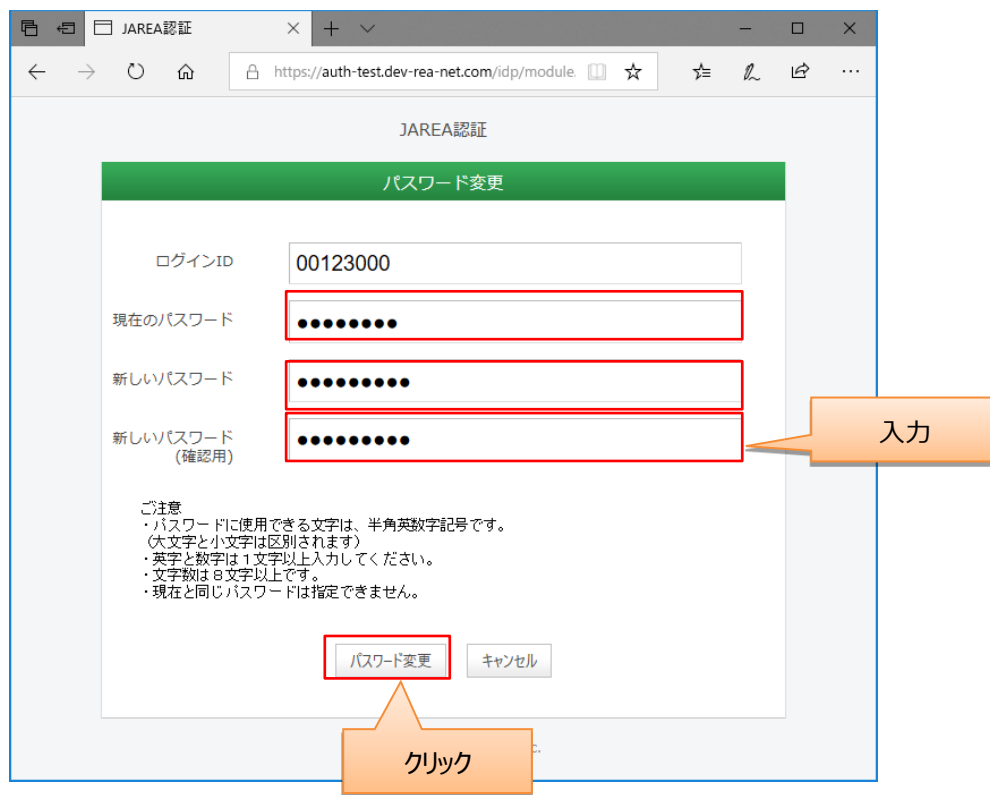 JAREA認証
https://auth-test.dev-rea-net.com/idp/module.
JAREA認証
パスワード変更
ログインID
00123000
現在のパスワード
●●●●●●●●
新しいパスワード
●●●●●●●●●
新しいパスワード
(確認用)
●●●●●●●●●
入力
ご注意
・パスワードに使用できる文字は、半角英数字記号です。
(大文字と小文字は区別されます)
・英字と数字は1文字以上入力してください。
・文字数は8文字以上です。
・現在と同じパスワードは指定できません。
パスワード変更 キャンセル
クリック